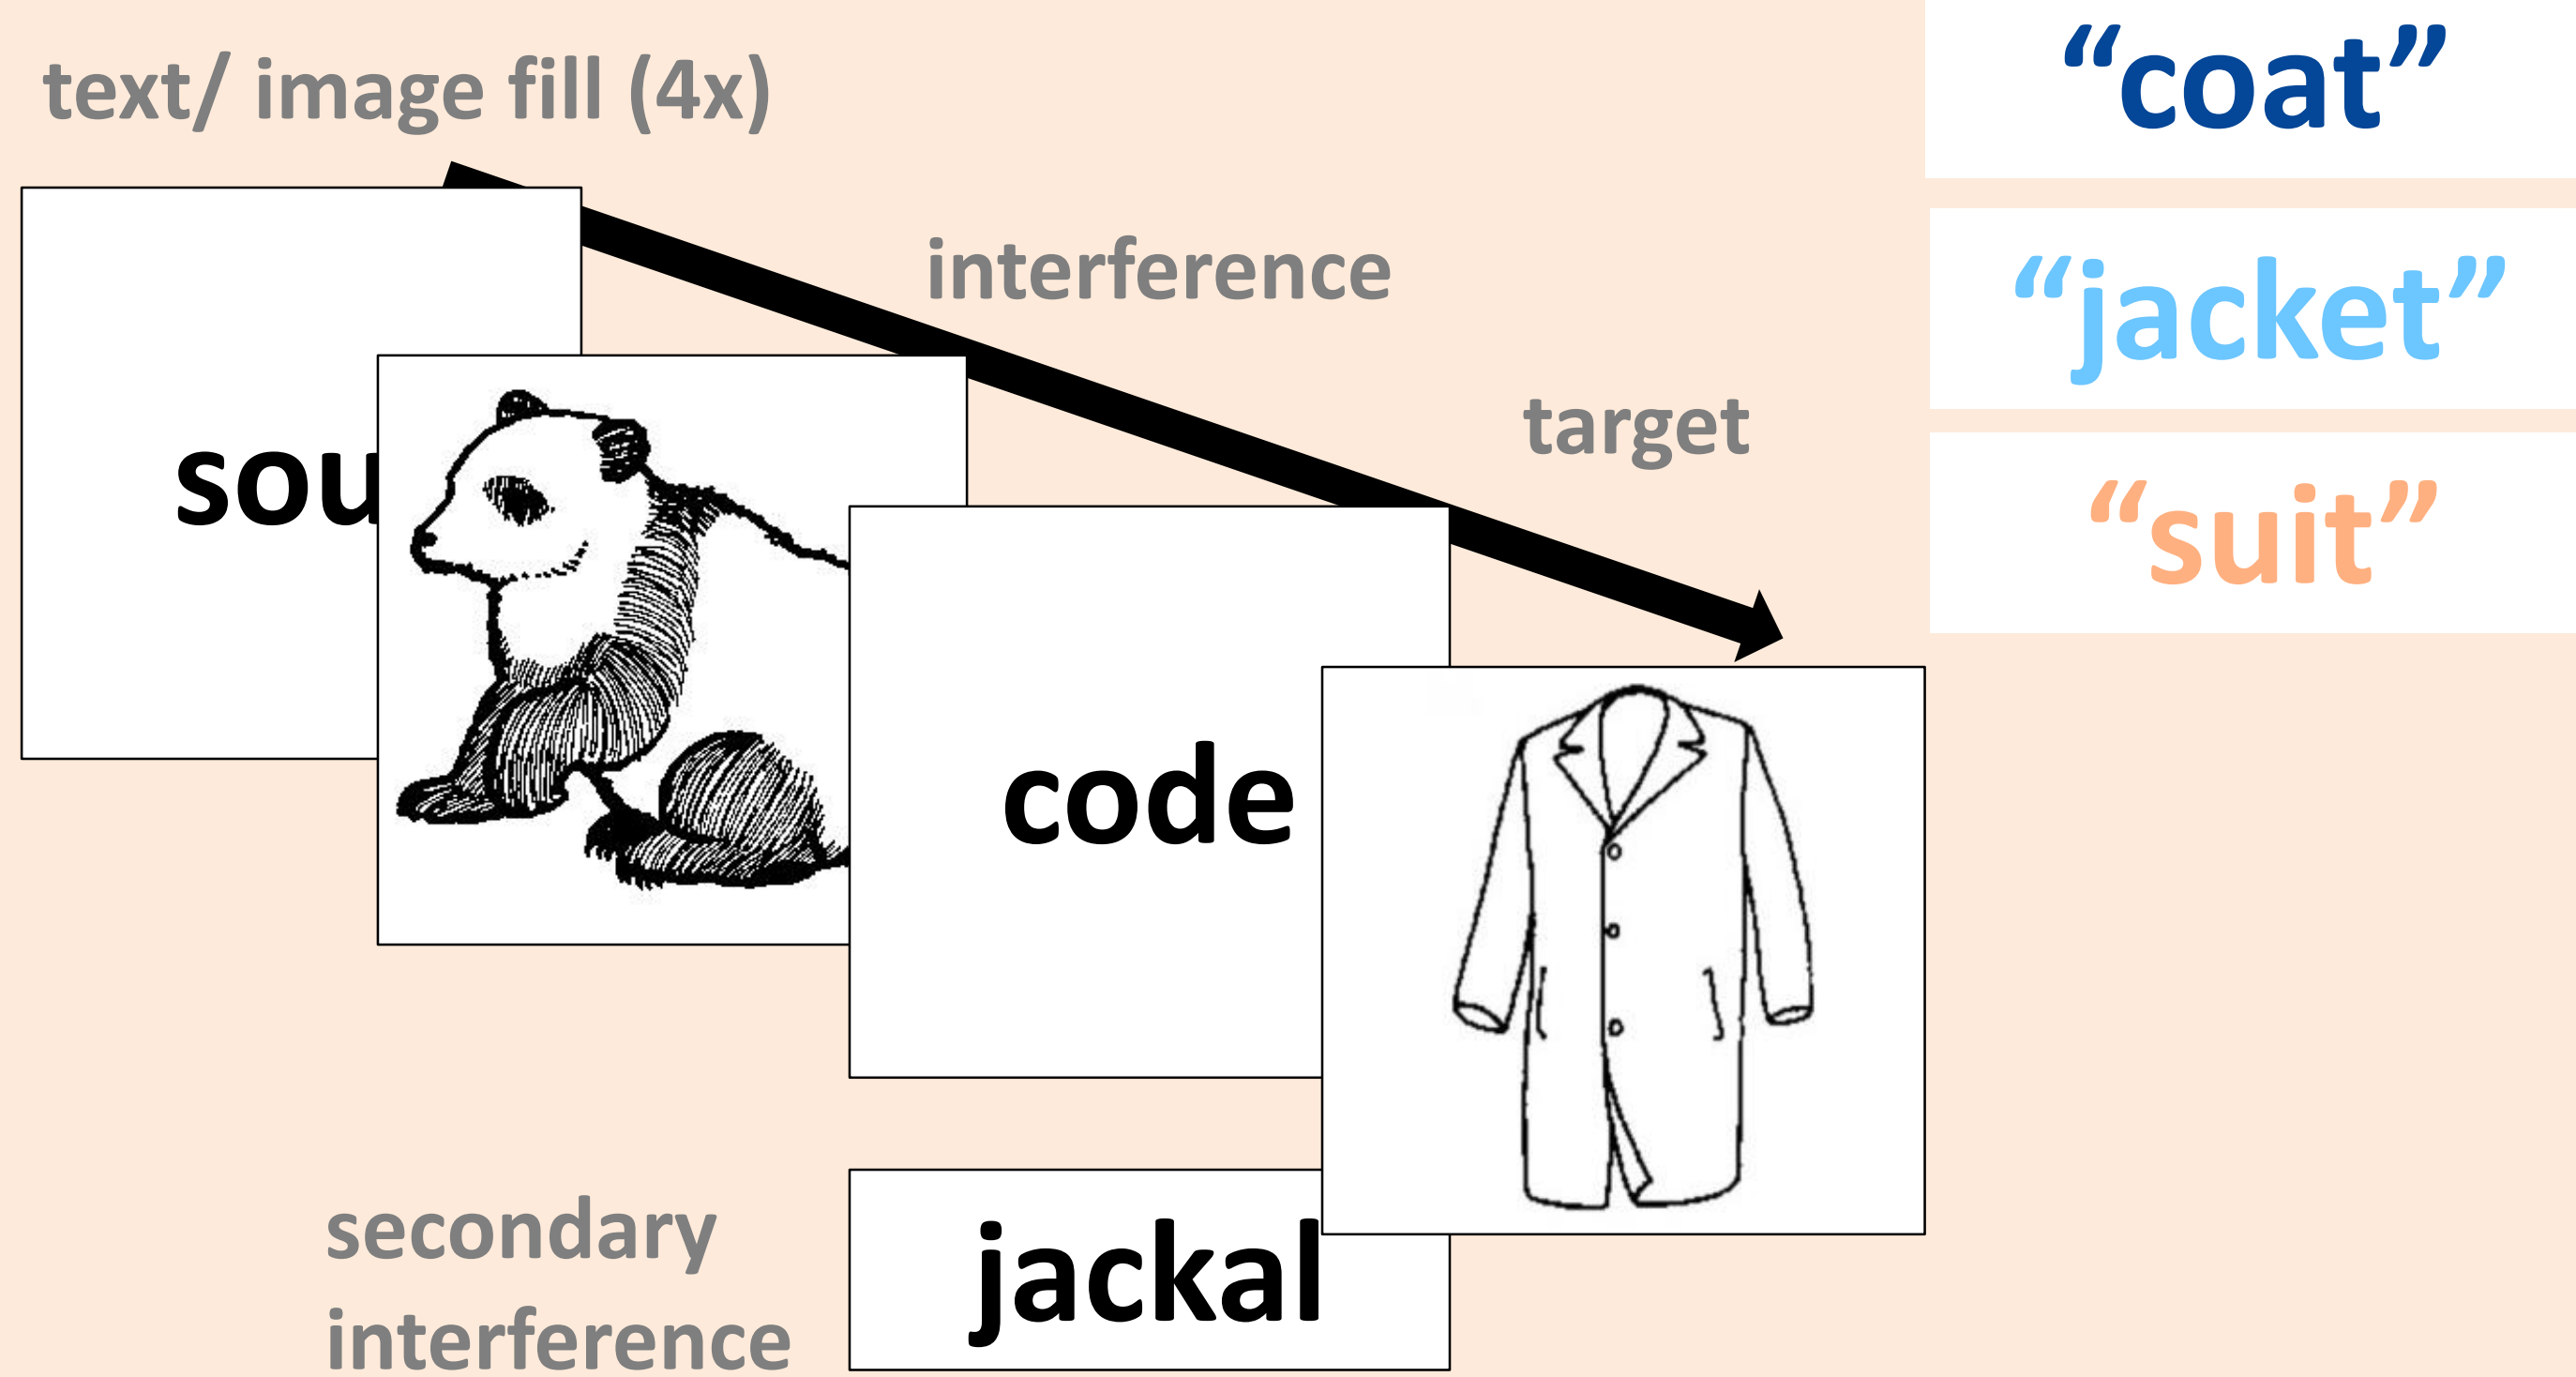 text/ image fill (4x)
interference
target
sou
code
secondary
interference
jackal
“coat”
“jacket”
“suit”